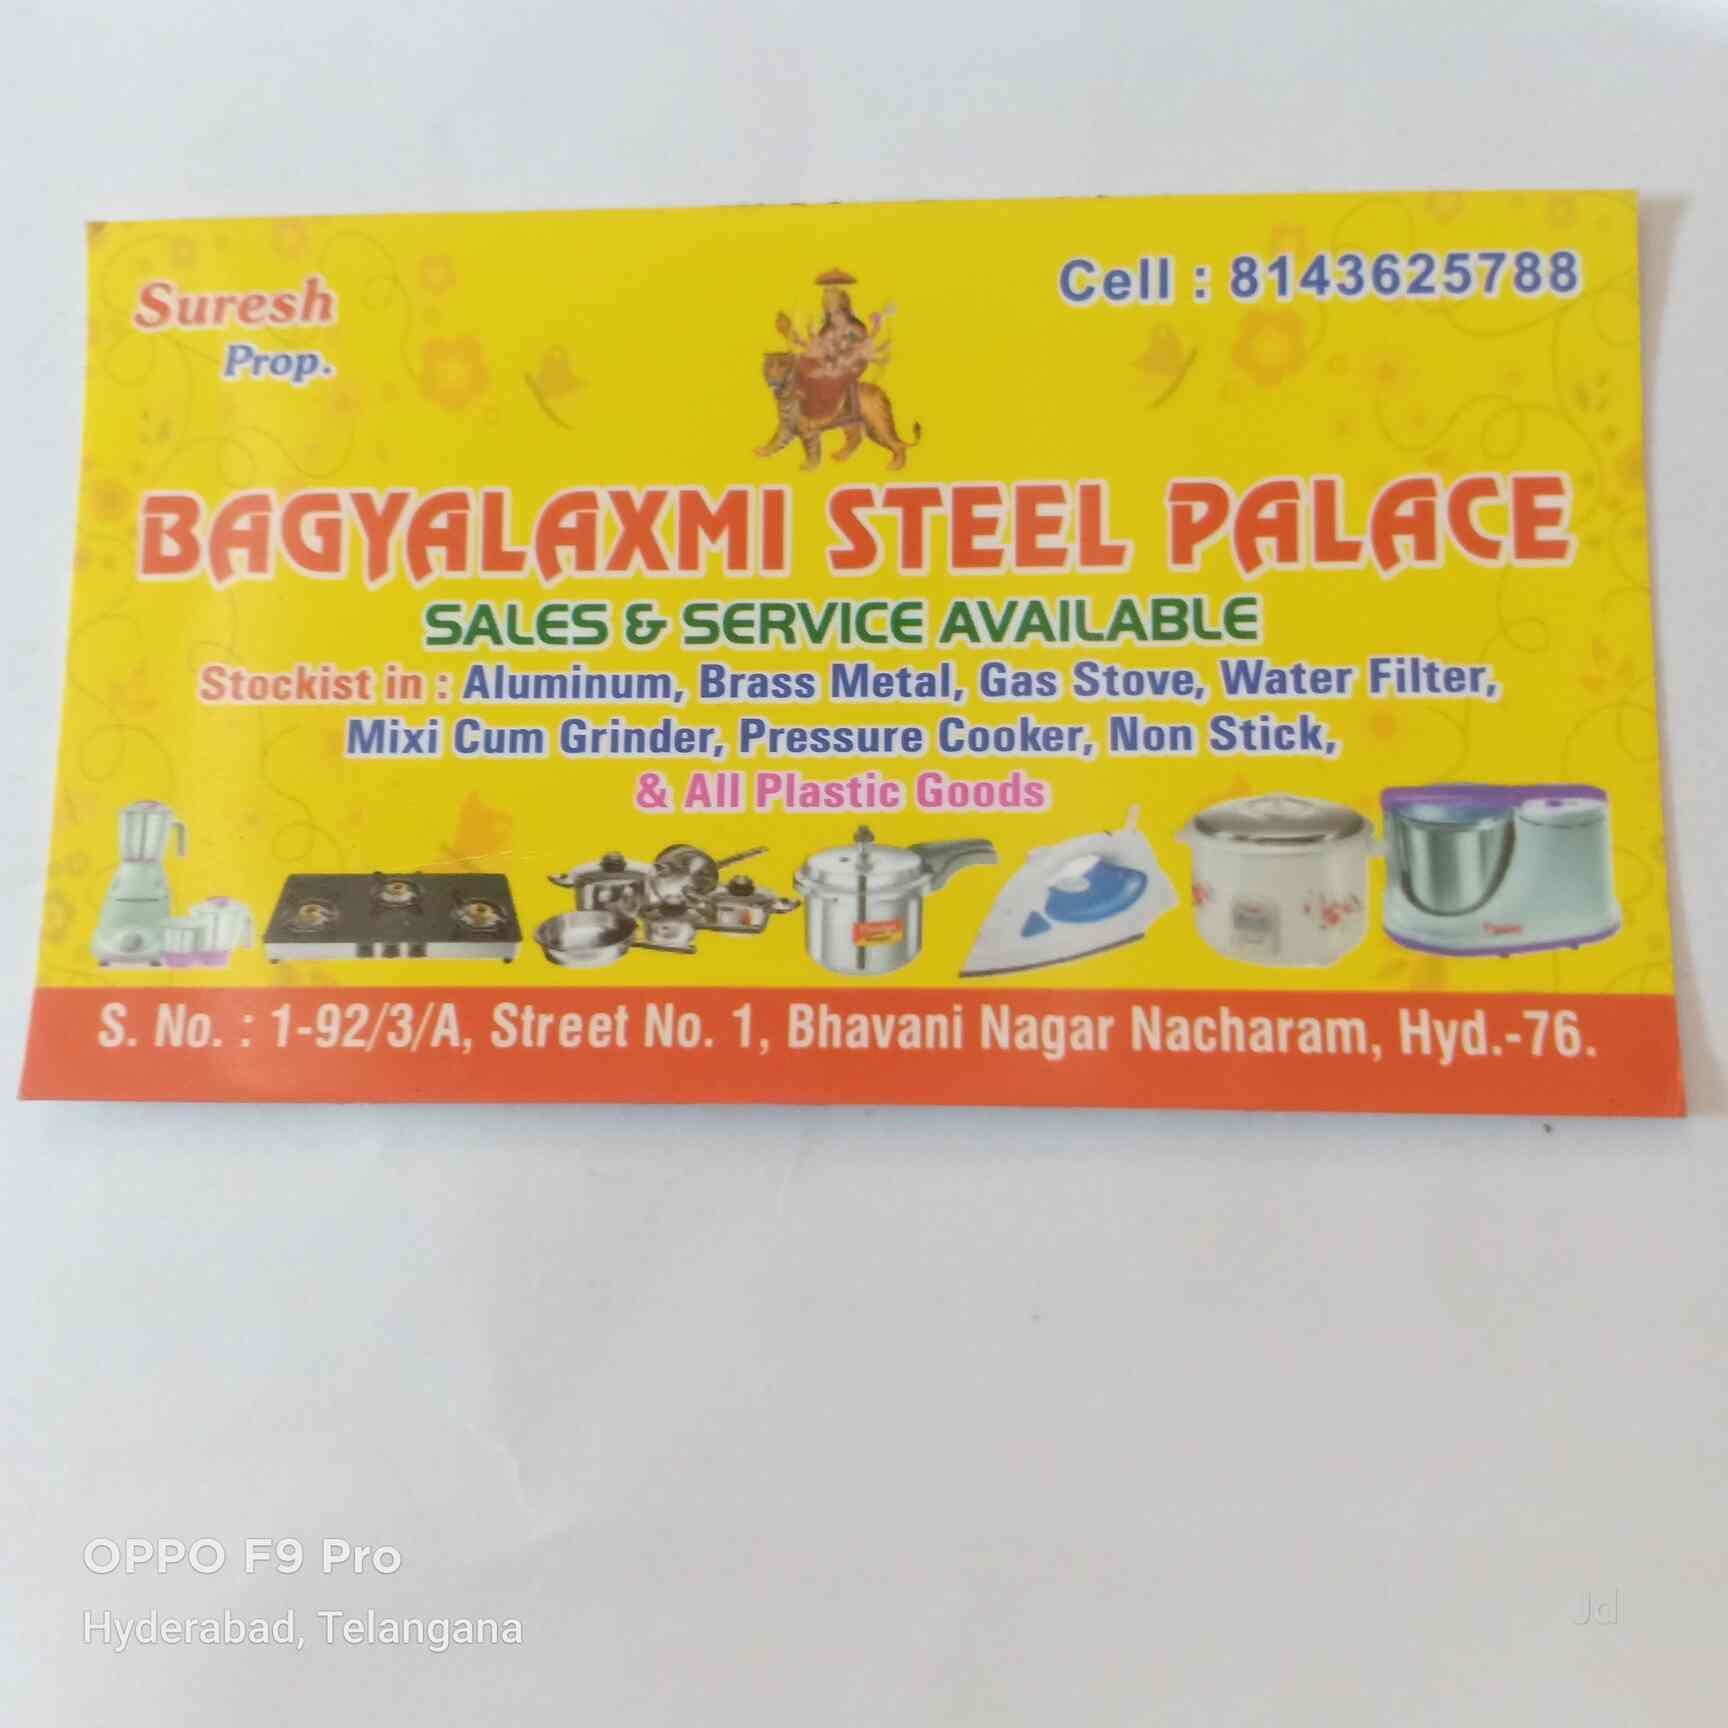 Suresh
Prop.
Cell : 8143625788
BAGYALAXMI STEEL PALACE
SALES & SERVICE AVAILABLE
Stockist in : Aluminum, Brass Metal, Gas Stove, Water Filter,
Mixi Cum Grinder, Pressure Cooker, Non Stick,
& All Plastic Goods
S. No. : 1-92/3/A, Street No. 1, Bhavani Nagar Nacharam, Hyd.-76.
OPPO F9 Pro
Hyderabad, Telangana
Jd